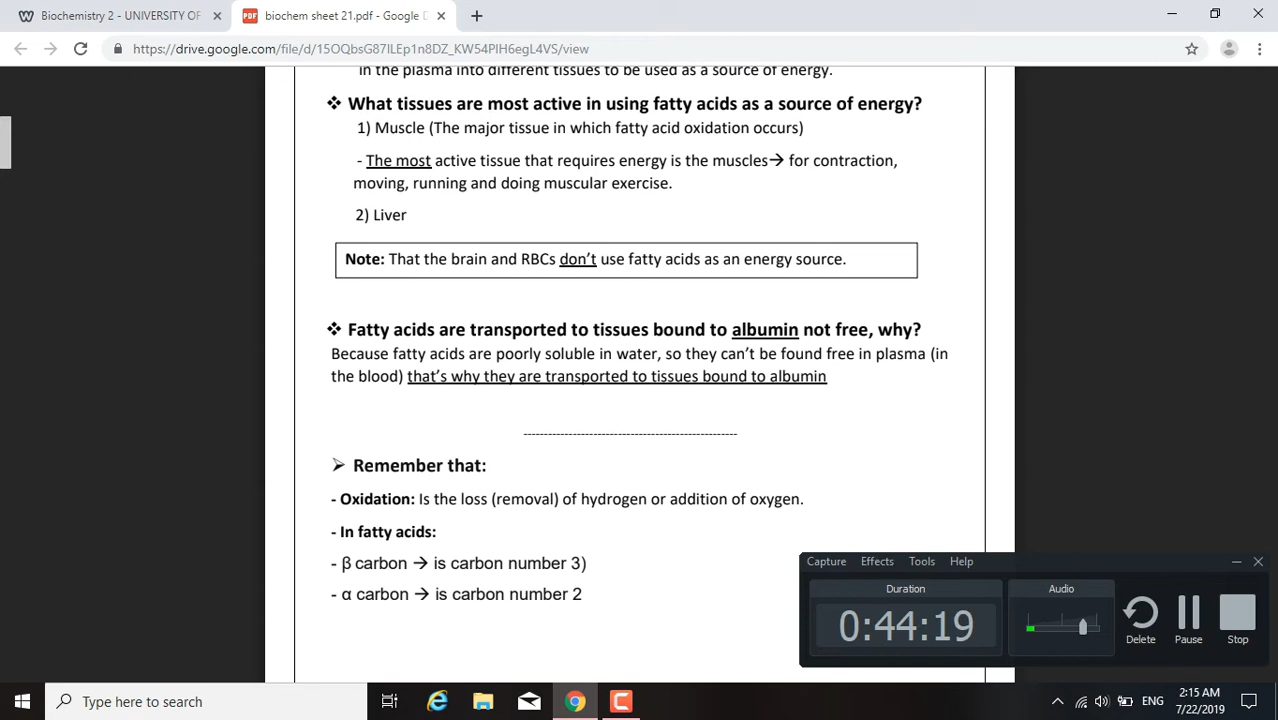 Biochemistry 2 - UNIVERSITY OF
biochem sheet 21.pdf - Google D
https://drive.google.com/file/d/15OQbsG87lLEp1n8DZ_KW54PlH6egL4VS/view
in the plasma into different tissues to be used as a source of energy.
❖ What tissues are most active in using fatty acids as a source of energy?
1) Muscle (The major tissue in which fatty acid oxidation occurs)
- The most active tissue that requires energy is the muscles→ for contraction,
moving, running and doing muscular exercise.
2) Liver
Note: That the brain and RBCs don't use fatty acids as an energy source.
❖ Fatty acids are transported to tissues bound to albumin not free, why?
Because fatty acids are poorly soluble in water, so they can't be found free in plasma (in
the blood) that's why they are transported to tissues bound to albumin
--------------------------------------------------
➢ Remember that:
- Oxidation: Is the loss (removal) of hydrogen or addition of oxygen.
- In fatty acids:
- β carbon → is carbon number 3)
- α carbon → is carbon number 2
Capture Effects Tools Help
Duration Audio
0:44:19
Delete Pause Stop
Type here to search
ENG
2:15 AM
7/22/2019